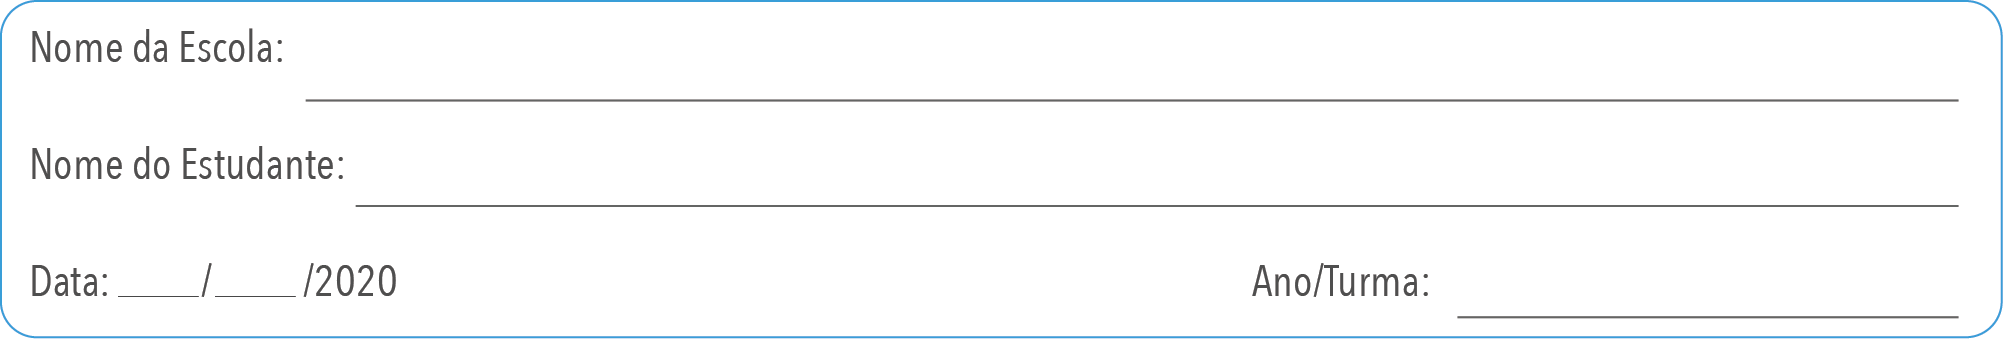 Nome da Escola:
Nome do Estudante:
Data: ____/____ /2020 Ano/Turma: